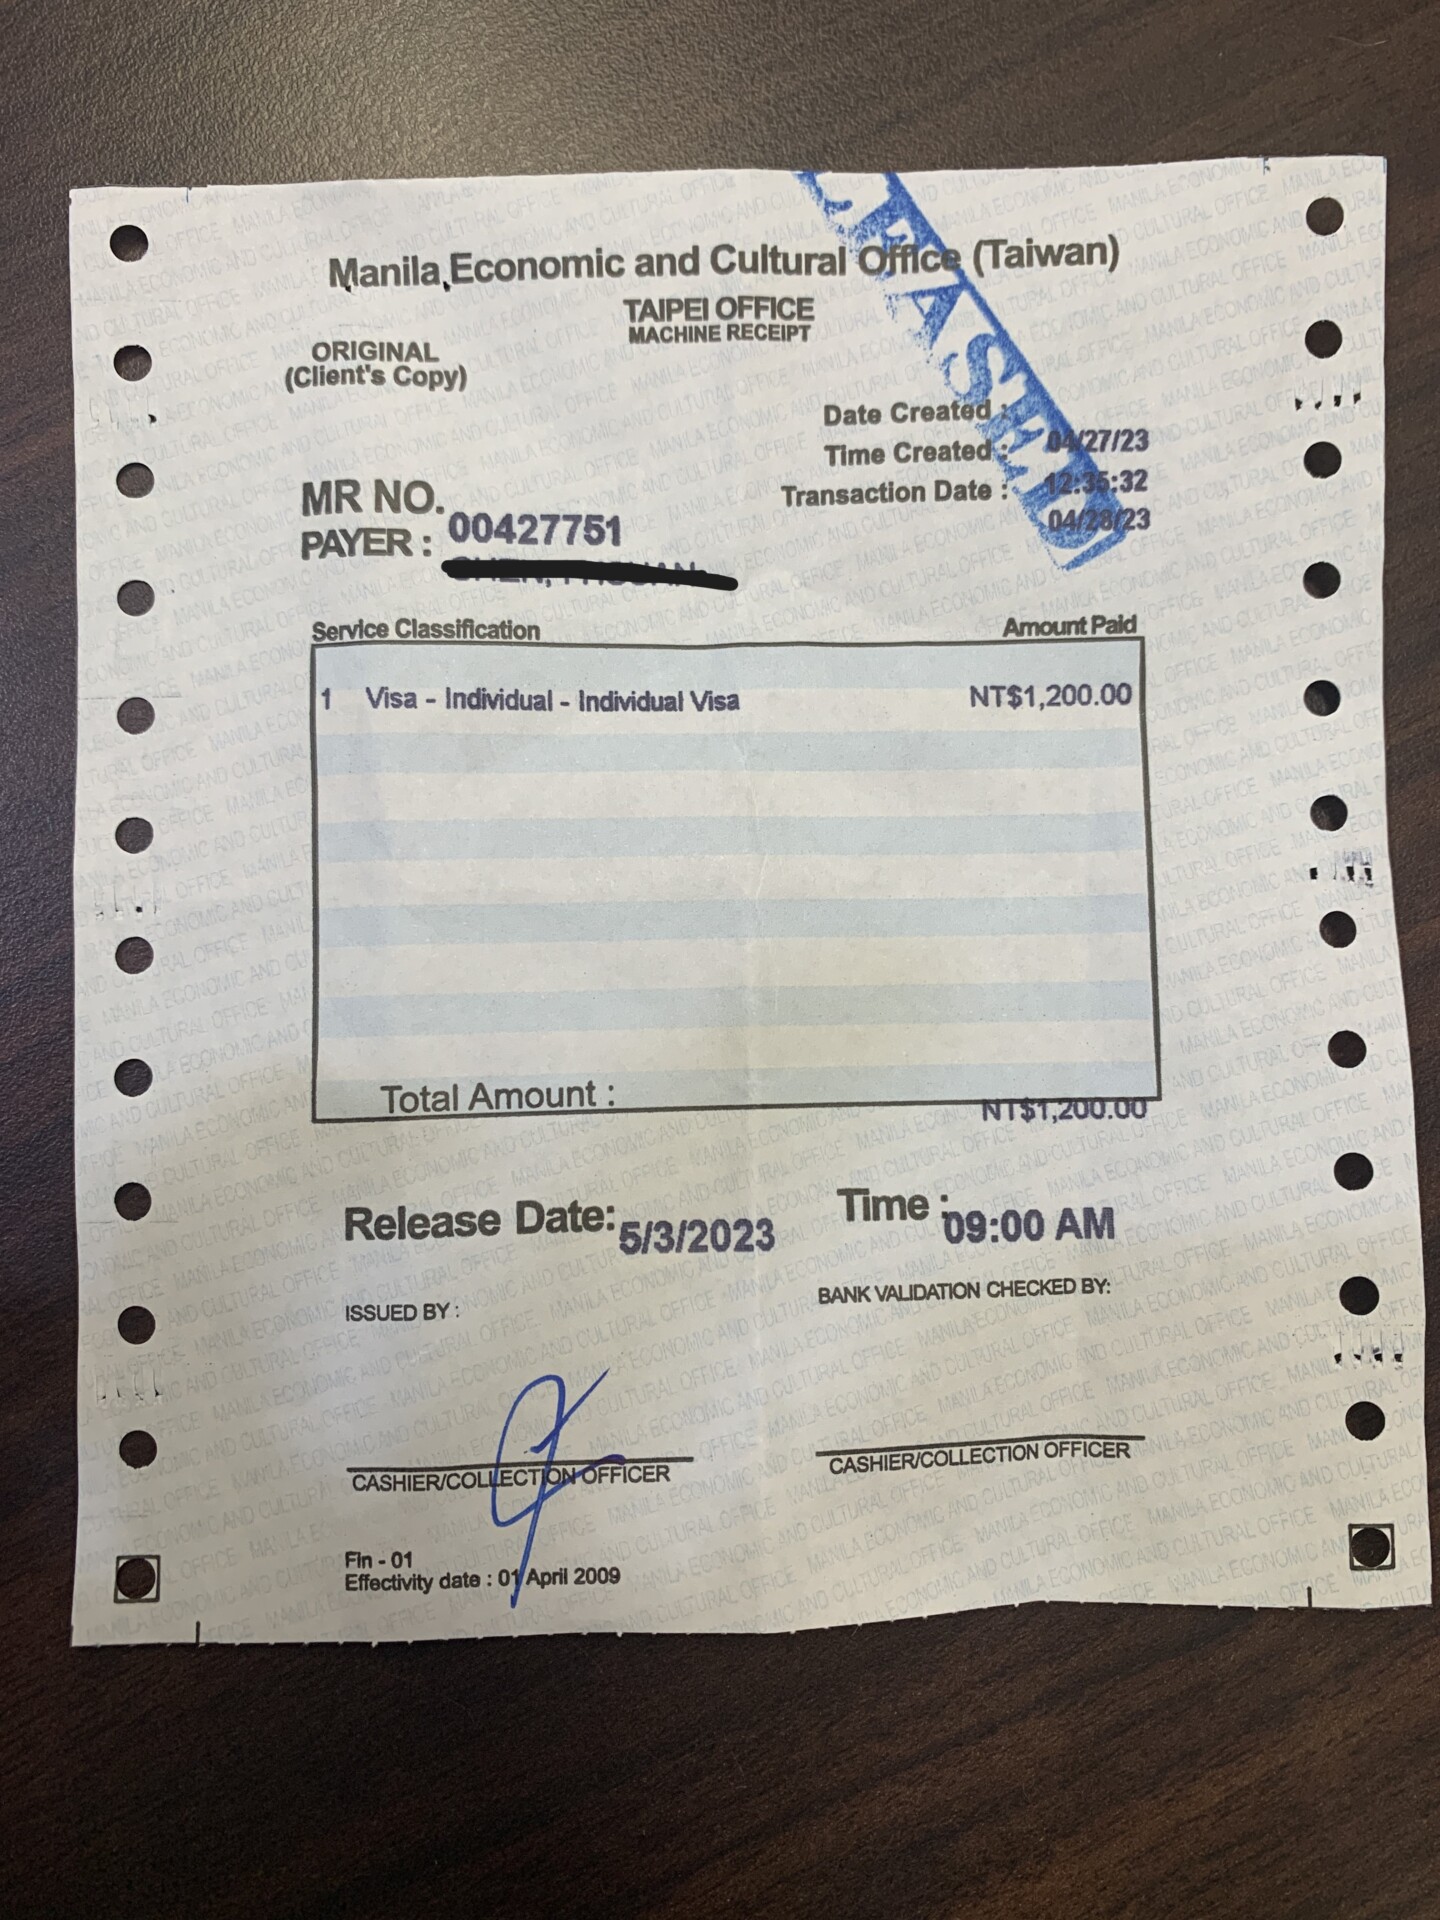 Manila Economic and Cultural Office (Taiwan)
TAIPEI OFFICE
MACHINE RECEIPT
ORIGINAL
(Client's Copy)
Date Created : 04/27/23
Time Created : 12:35:32
Transaction Date : 04/28/23
MR NO. 00427751
PAYER :
Service Classification Amount Paid
1 Visa - Individual - Individual Visa NT$1,200.00
Total Amount : NT$1,200.00
Release Date: 5/3/2023 Time : 09:00 AM
ISSUED BY : BANK VALIDATION CHECKED BY:
CASHIER/COLLECTION OFFICER CASHIER/COLLECTION OFFICER
Fin - 01
Effectivity date : 01 April 2009